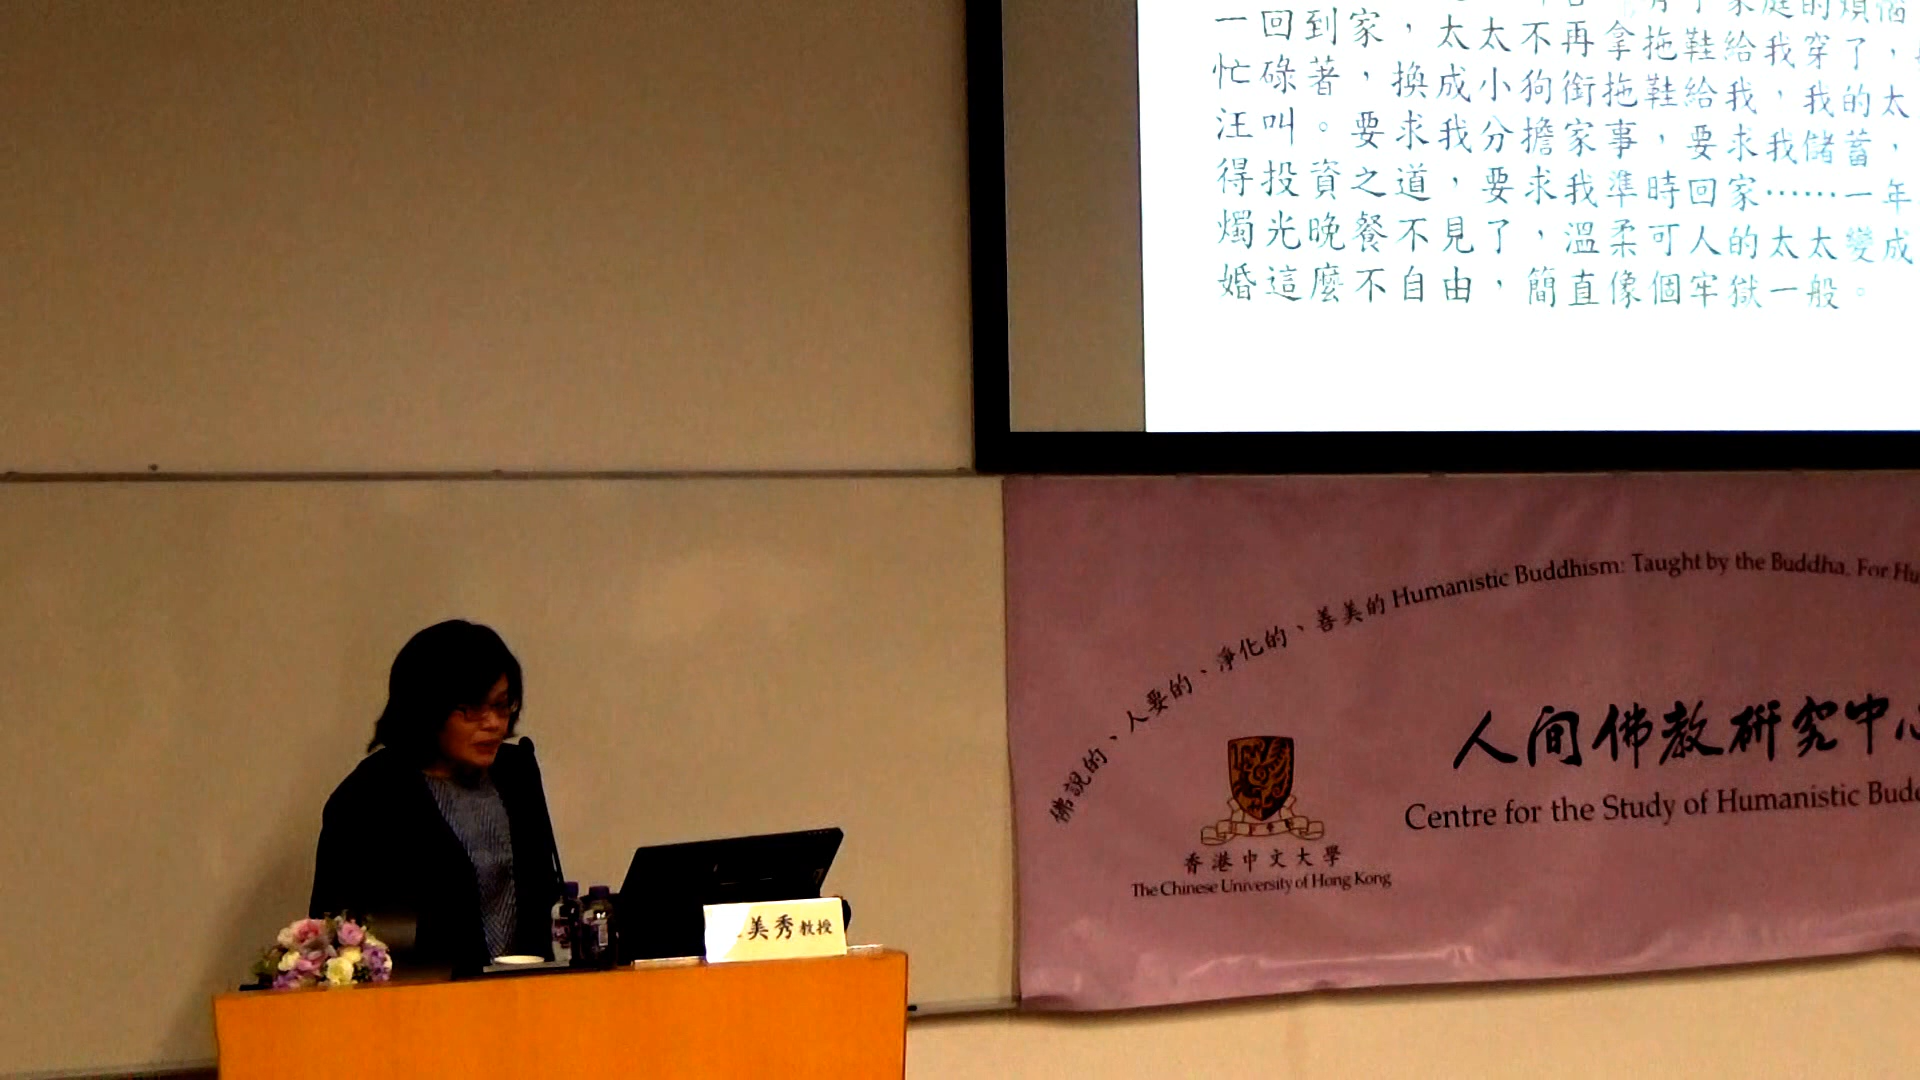 了家庭的煩惱
一回到家，太太不再拿拖鞋給我穿了，
忙碌著，換成小狗銜拖鞋給我，我的太
汪叫。要求我分擔家事，要求我儲蓄，
得投資之道，要求我準時回家……一年
燭光晚餐不見了，溫柔可人的太太變成
婚這麼不自由，簡直像個牢獄一般。
佛說的、人要的、淨化的、善美的 Humanistic Buddhism: Taught by the Buddha, For Hu
人间佛教研究中心
Centre for the Study of Humanistic Budd
香港中文大學
The Chinese University of Hong Kong
美秀教授